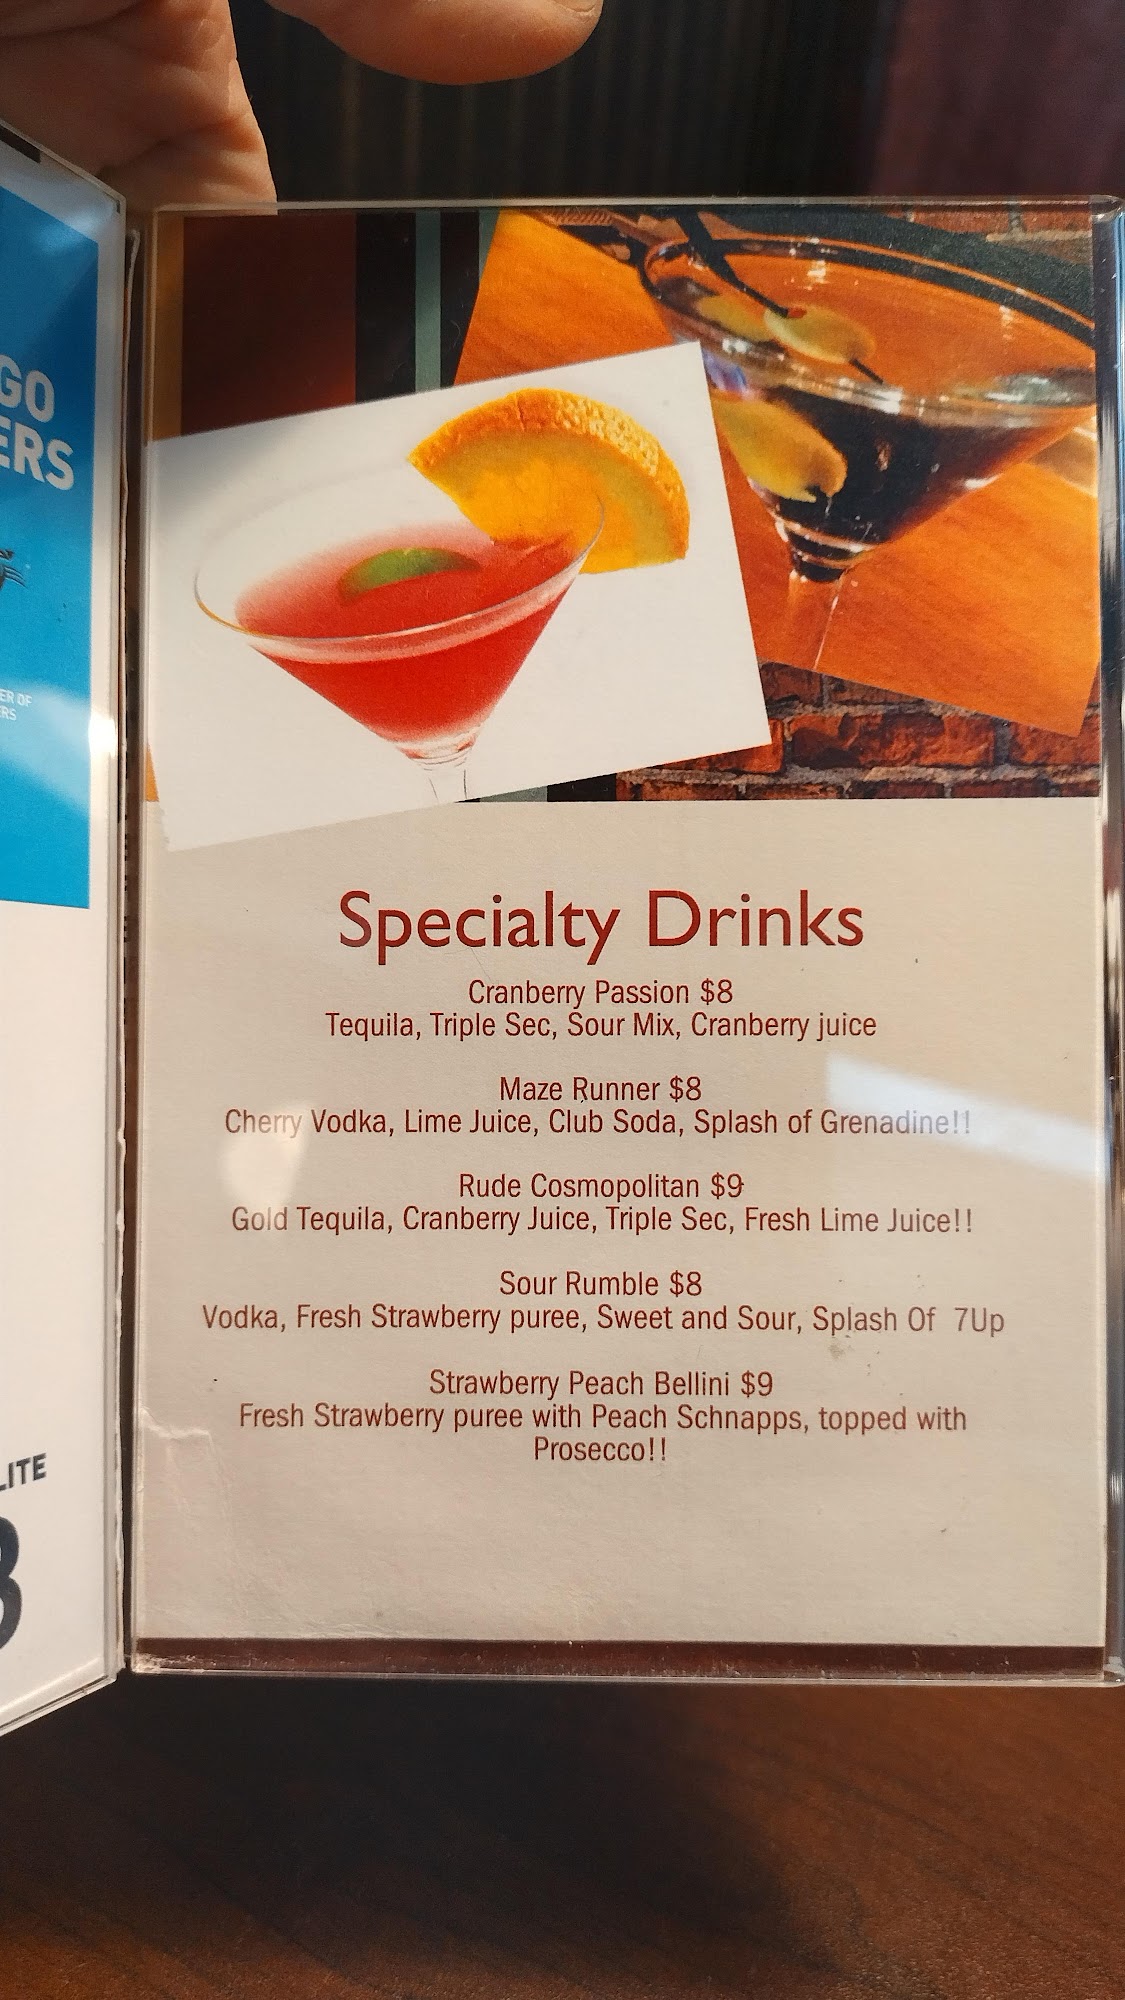 GO
ERS
ER OF
ERS
LITE
Specialty Drinks
Cranberry Passion $8
Tequila, Triple Sec, Sour Mix, Cranberry juice
Maze Runner $8
Cherry Vodka, Lime Juice, Club Soda, Splash of Grenadine!!
Rude Cosmopolitan $9
Gold Tequila, Cranberry Juice, Triple Sec, Fresh Lime Juice!!
Sour Rumble $8
Vodka, Fresh Strawberry puree, Sweet and Sour, Splash Of 7Up
Strawberry Peach Bellini $9
Fresh Strawberry puree with Peach Schnapps, topped with
Prosecco!!